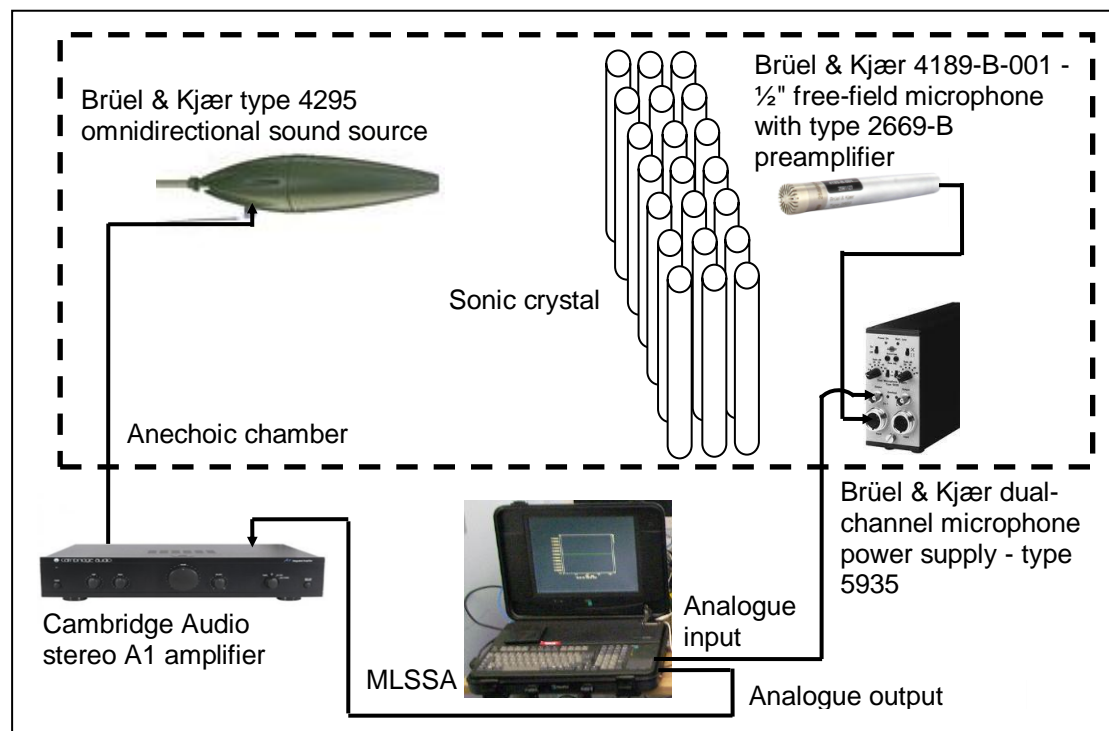 Brüel & Kjær type 4295
omnidirectional sound source
Brüel & Kjær 4189-B-001 -
½" free-field microphone
with type 2669-B
preamplifier
Sonic crystal
Anechoic chamber
Brüel & Kjær dual-
channel microphone
power supply - type
5935
Cambridge Audio
stereo A1 amplifier
MLSSA
Analogue
input
Analogue output